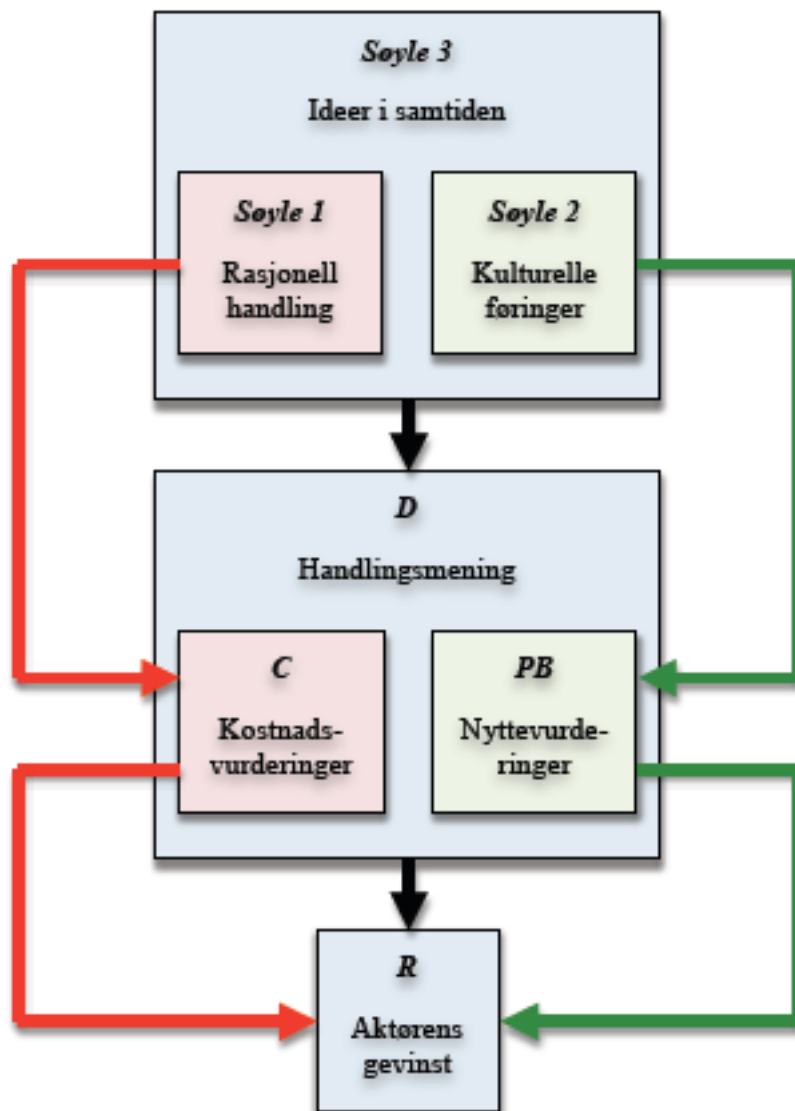 Søyle 3
Ideer i samtiden
Søyle 1
Rasjonell
handling
Søyle 2
Kulturelle
føringer
D
Handlingsmening
C
Kostnads-
vurderinger
PB
Nyttevurde-
ringer
R
Aktørens
gevinst